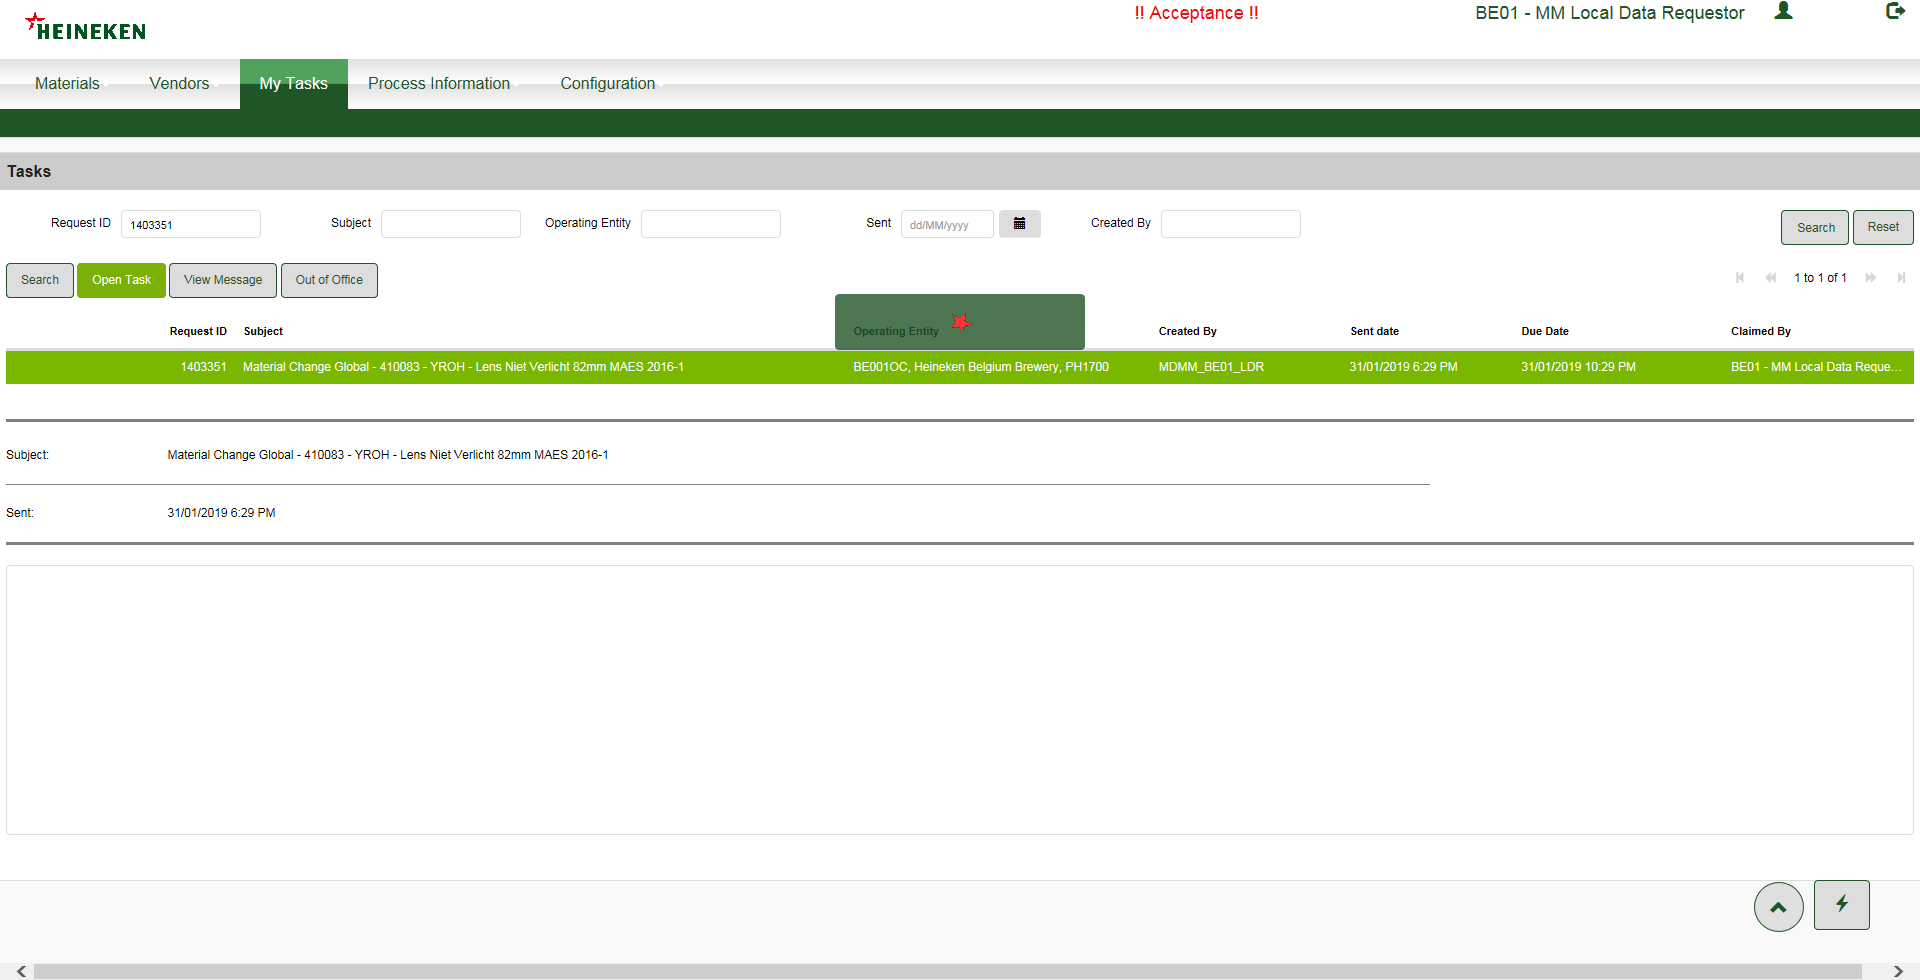 HEINEKEN
!! Acceptance !!
BE01 - MM Local Data Requestor
Materials
Vendors
My Tasks
Process Information
Configuration
Tasks
Request ID
1403351
Subject
Operating Entity
Sent
dd/MM/yyyy
Created By
Search
Reset
Search
Open Task
View Message
Out of Office
1 to 1 of 1
Request ID
Subject
Operating Entity
Created By
Sent date
Due Date
Claimed By
1403351
Material Change Global - 410083 - YROH - Lens Niet Verlicht 82mm MAES 2016-1
BE001OC, Heineken Belgium Brewery, PH1700
MDMM_BE01_LDR
31/01/2019 6:29 PM
31/01/2019 10:29 PM
BE01 - MM Local Data Reque...
Subject:
Material Change Global - 410083 - YROH - Lens Niet Verlicht 82mm MAES 2016-1
Sent:
31/01/2019 6:29 PM